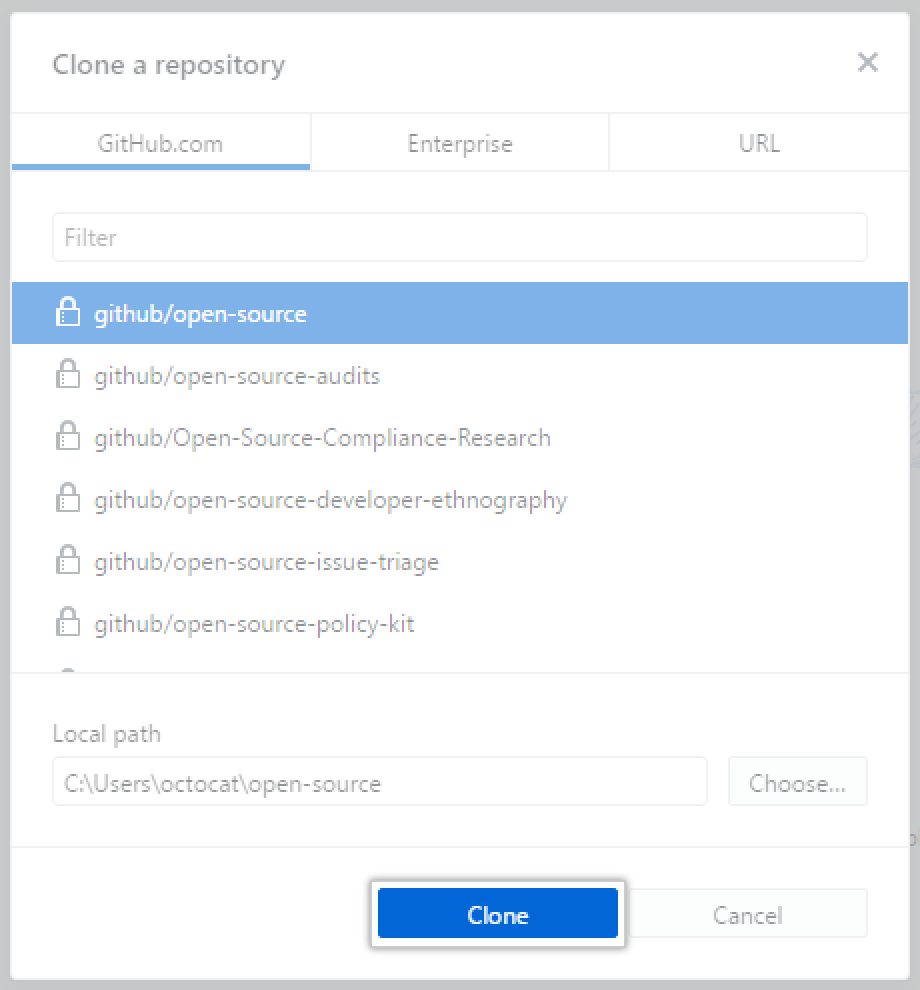 Clone a repository
GitHub.com
Enterprise
URL
Filter
github/open-source
github/open-source-audits
github/Open-Source-Compliance-Research
github/open-source-developer-ethnography
github/open-source-issue-triage
github/open-source-policy-kit
Local path
C:\Users\octocat\open-source
Choose...
Clone
Cancel